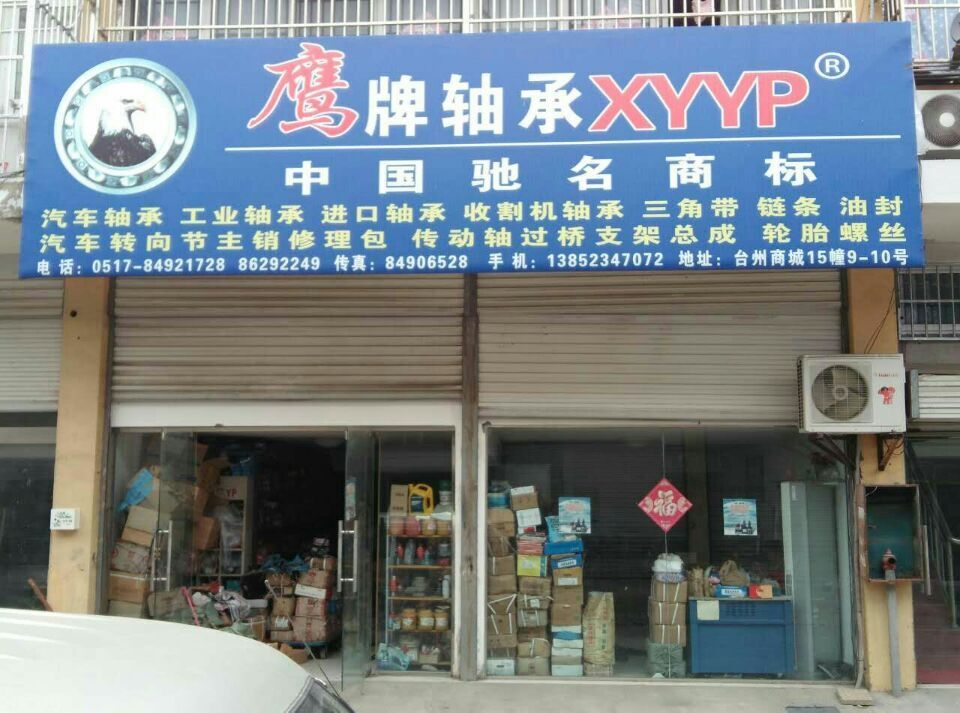 鹰牌轴承XYYP®
中国驰名商标
汽车轴承 工业轴承 进口轴承 收割机轴承 三角带 链条 油封
汽车转向节主销修理包 传动轴过桥支架总成 轮胎螺丝
电话：0517-84921728 86292249 传真：84906528 手机：13852347072 地址：台州商城15幢9-10号
YP
福